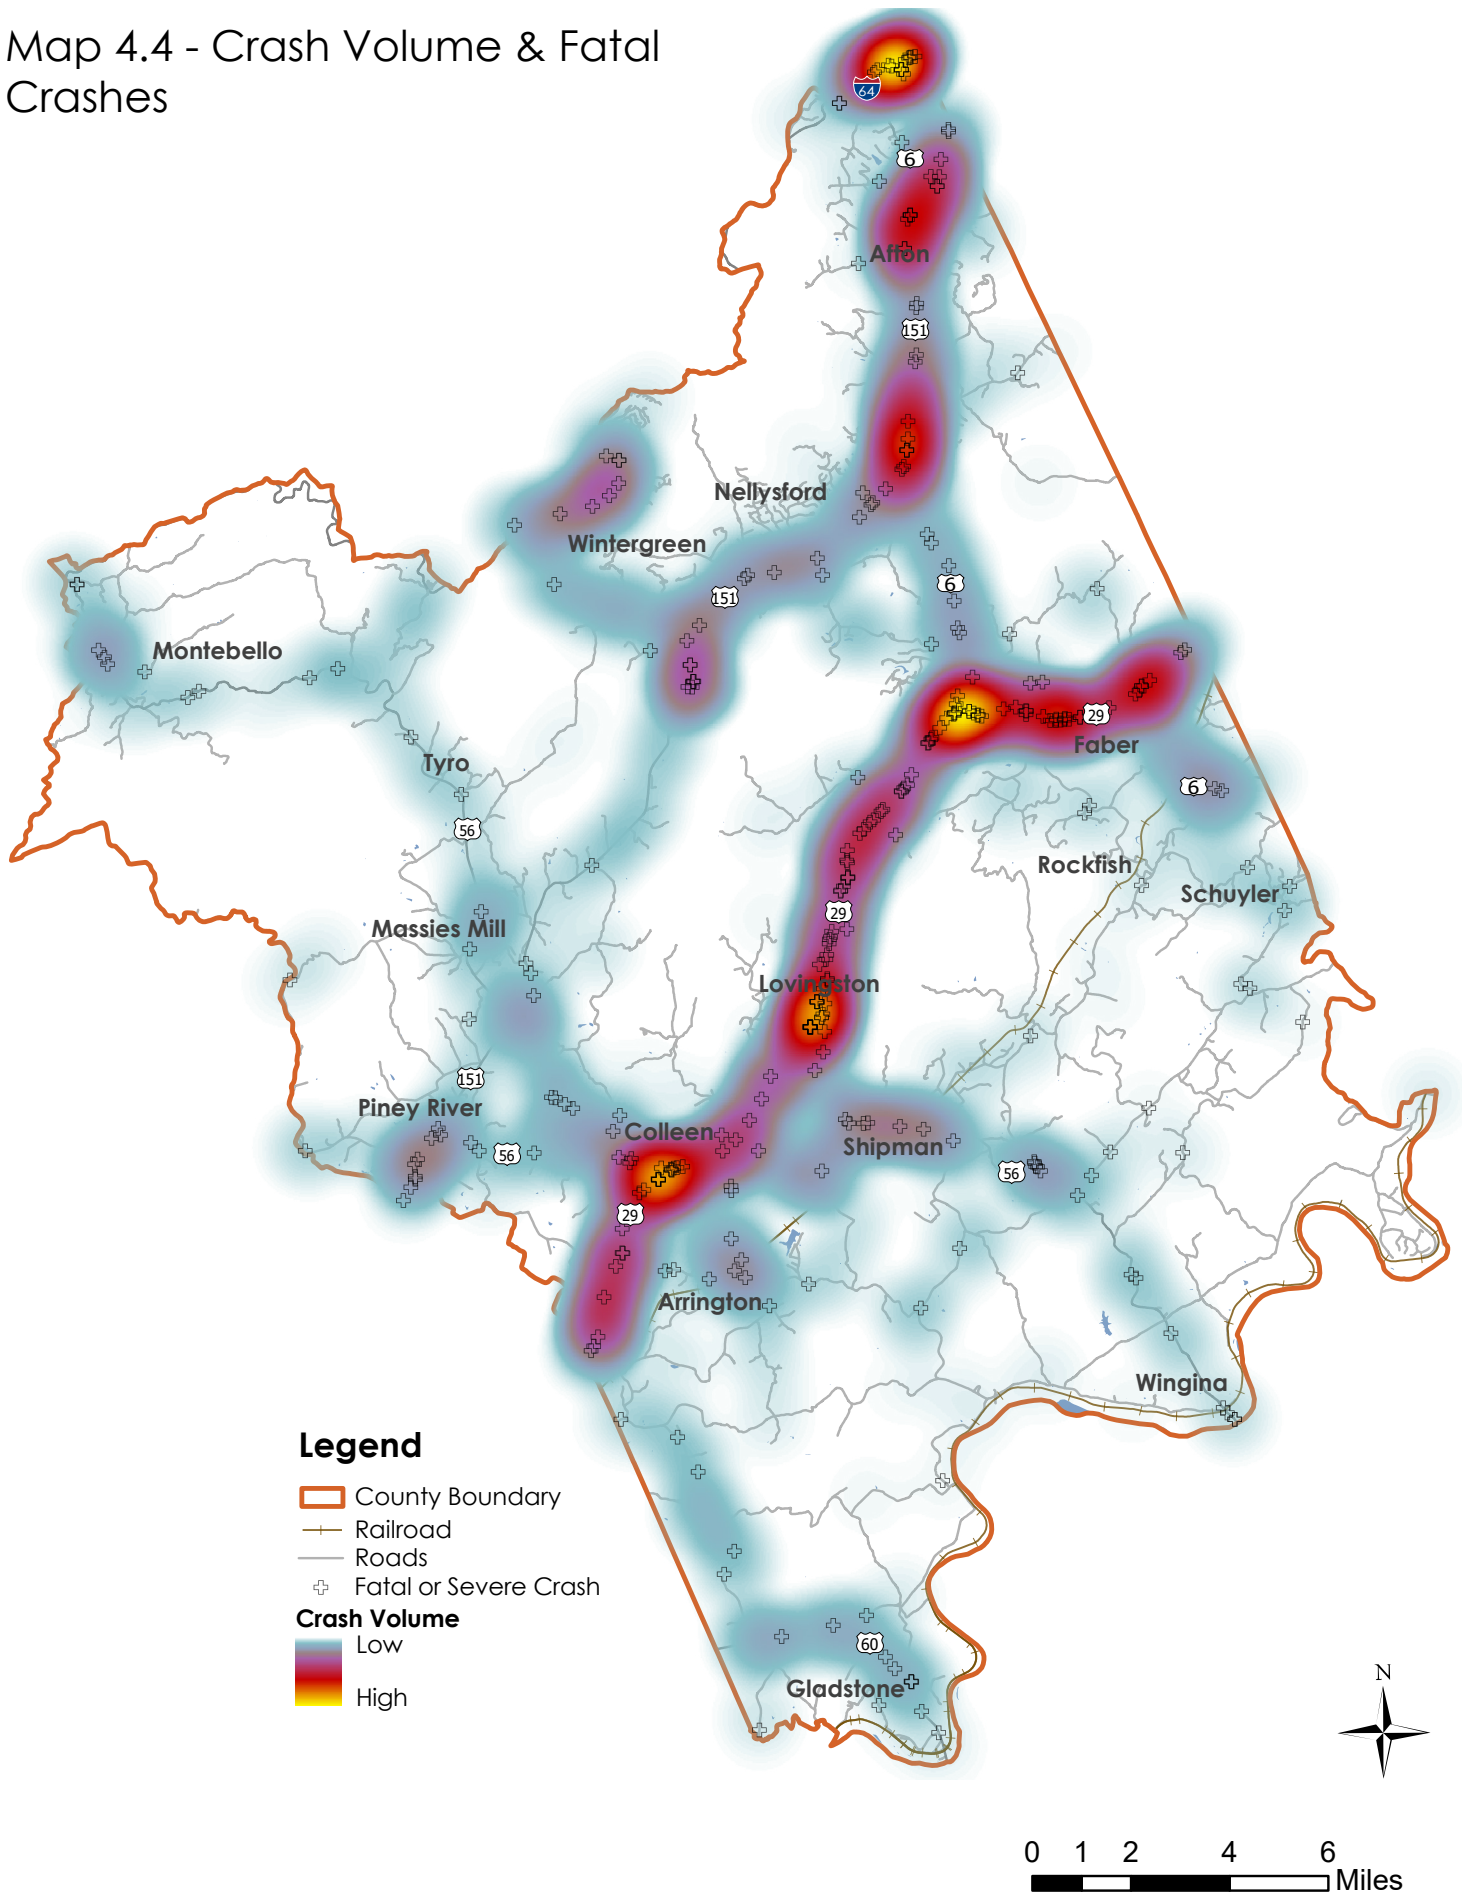 Map 4.4 - Crash Volume & Fatal
Crashes
64
6
Afton
151
Nellysford
Wintergreen
6
151
Montebello
29
Faber
Tyro
6
56
Rockfish
Schuyler
29
Massies Mill
Lovingston
151
Piney River
Colleen
Shipman
56
56
29
Arrington
Wingina
Legend
County Boundary
Railroad
Roads
Fatal or Severe Crash
Crash Volume
Low
High
60
Gladstone
N
0 1 2 4 6
Miles